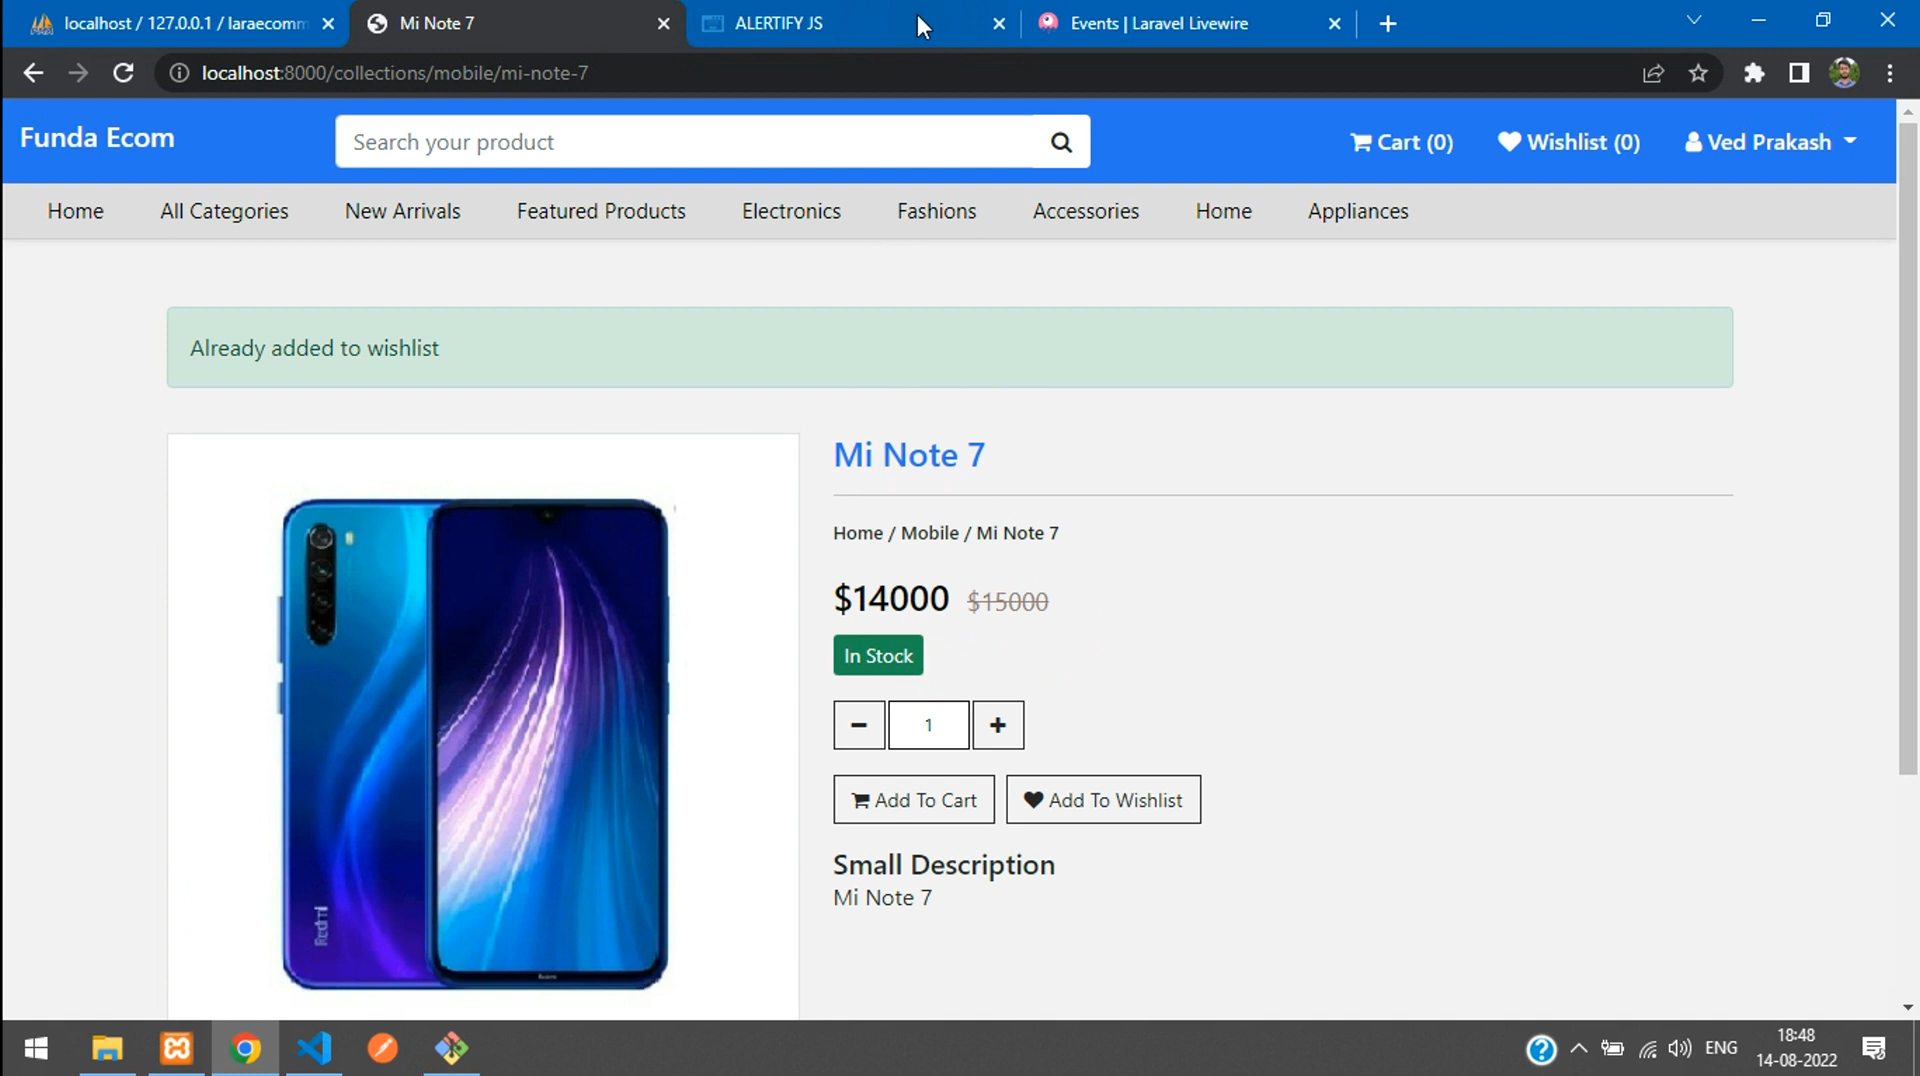 localhost / 127.0.0.1 / laraecomm
Mi Note 7
ALERTIFY JS
Events | Laravel Livewire
localhost:8000/collections/mobile/mi-note-7
Funda Ecom
Search your product
Cart (0)
Wishlist (0)
Ved Prakash
Home
All Categories
New Arrivals
Featured Products
Electronics
Fashions
Accessories
Home
Appliances
Already added to wishlist
Mi Note 7
Home / Mobile / Mi Note 7
$14000 $15000
In Stock
1
Add To Cart
Add To Wishlist
Small Description
Mi Note 7
Redmi
ENG
18:48
14-08-2022